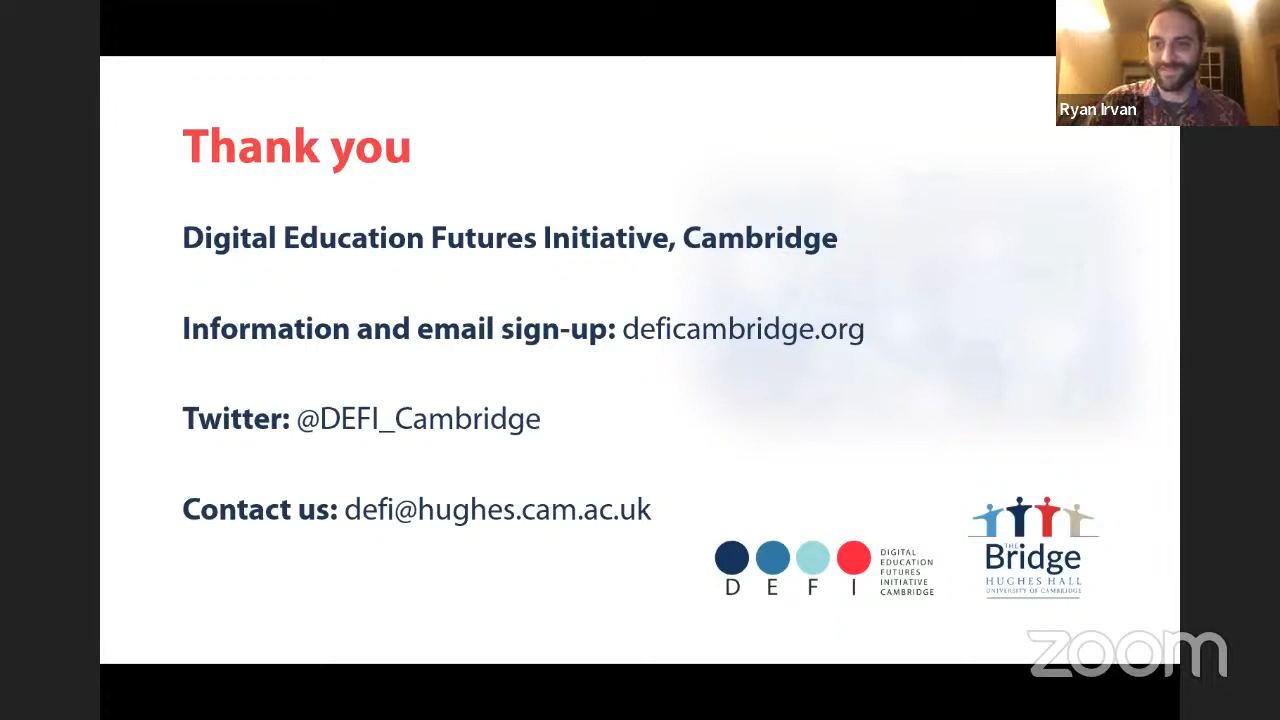 Ryan Irvan
Thank you
Digital Education Futures Initiative, Cambridge
Information and email sign-up: deficambridge.org
Twitter: @DEFI_Cambridge
Contact us: defi@hughes.cam.ac.uk
D E F I
DIGITAL
EDUCATION
FUTURES
INITIATIVE
CAMBRIDGE
THE
Bridge
HUGHES HALL
UNIVERSITY OF CAMBRIDGE
zoom